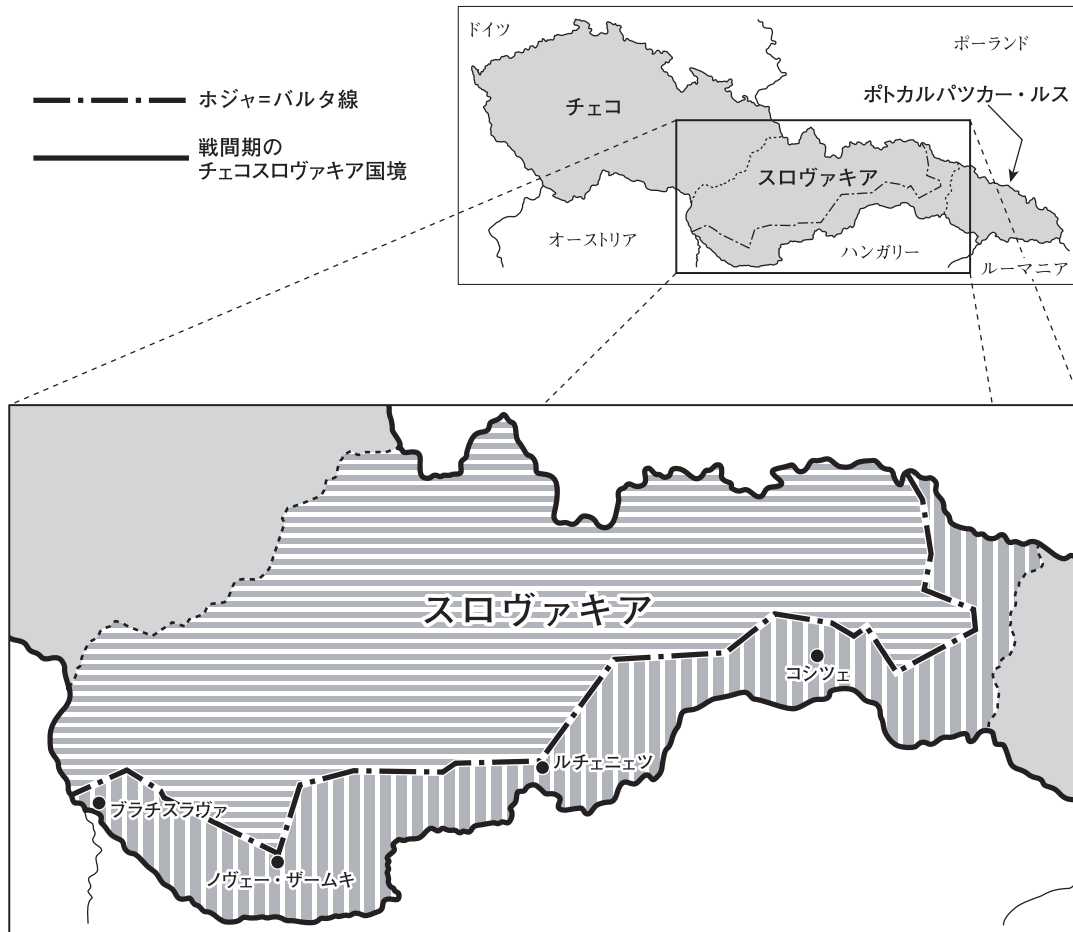 ホジャ=バルタ線
戦間期の
チェコスロヴァキア国境
ドイツ
ポーランド
チェコ
ポトカルパツカー・ルス
スロヴァキア
オーストリア
ハンガリー
ルーマニア
スロヴァキア
コシツェ
ルチェニェツ
ブラチスラヴァ
ノヴェー・ザームキ